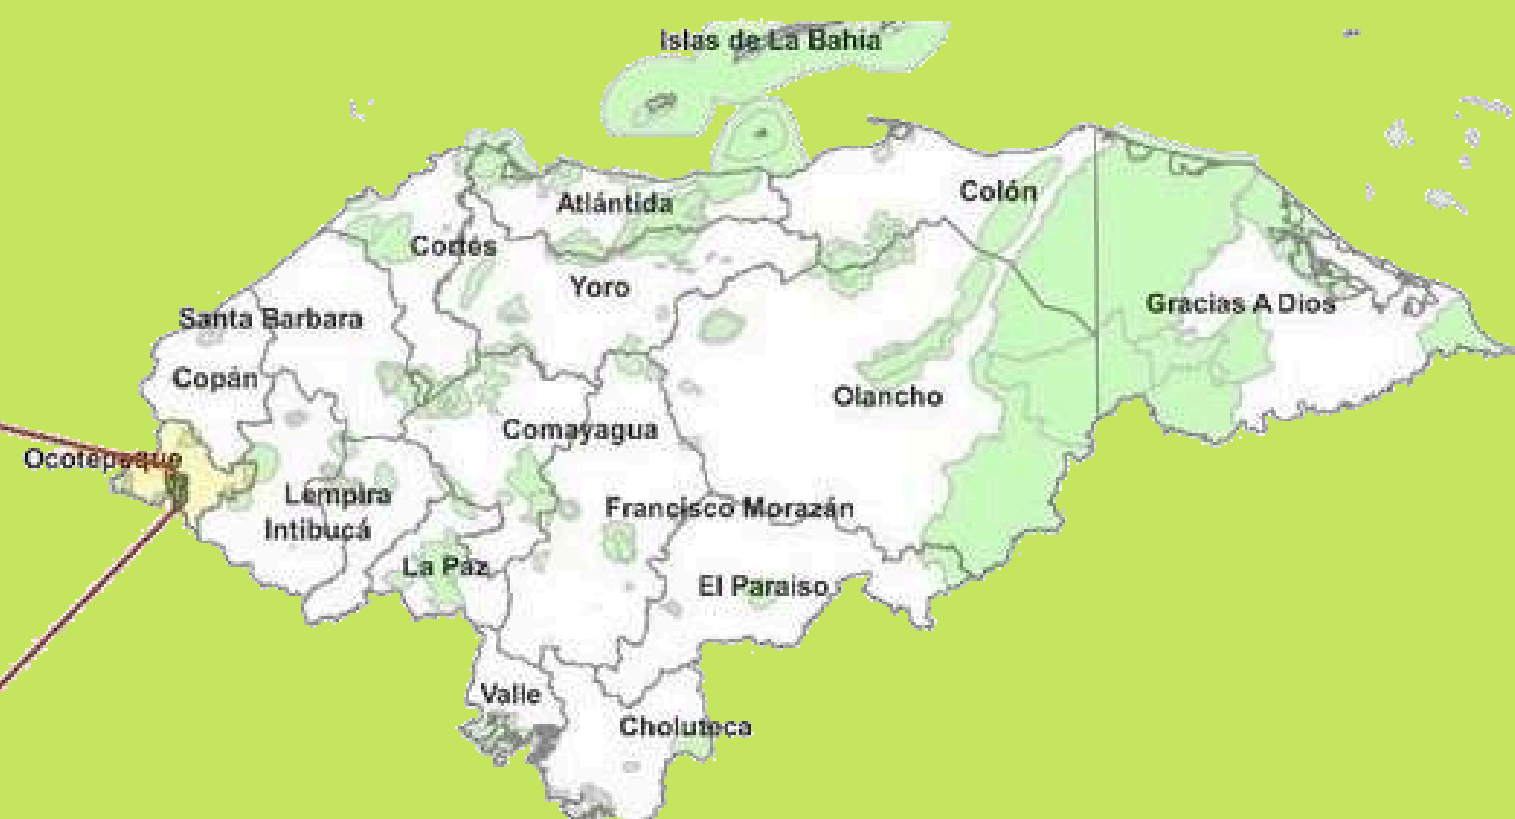 Islas de La Bahía
Atlántida
Colón
Cortés
Yoro
Gracias A Dios
Santa Barbara
Copán
Olancho
Comayagua
Ocotepeque
Lempira
Francisco Morazán
Intibucá
La Paz
El Paraiso
Valle
Choluteca